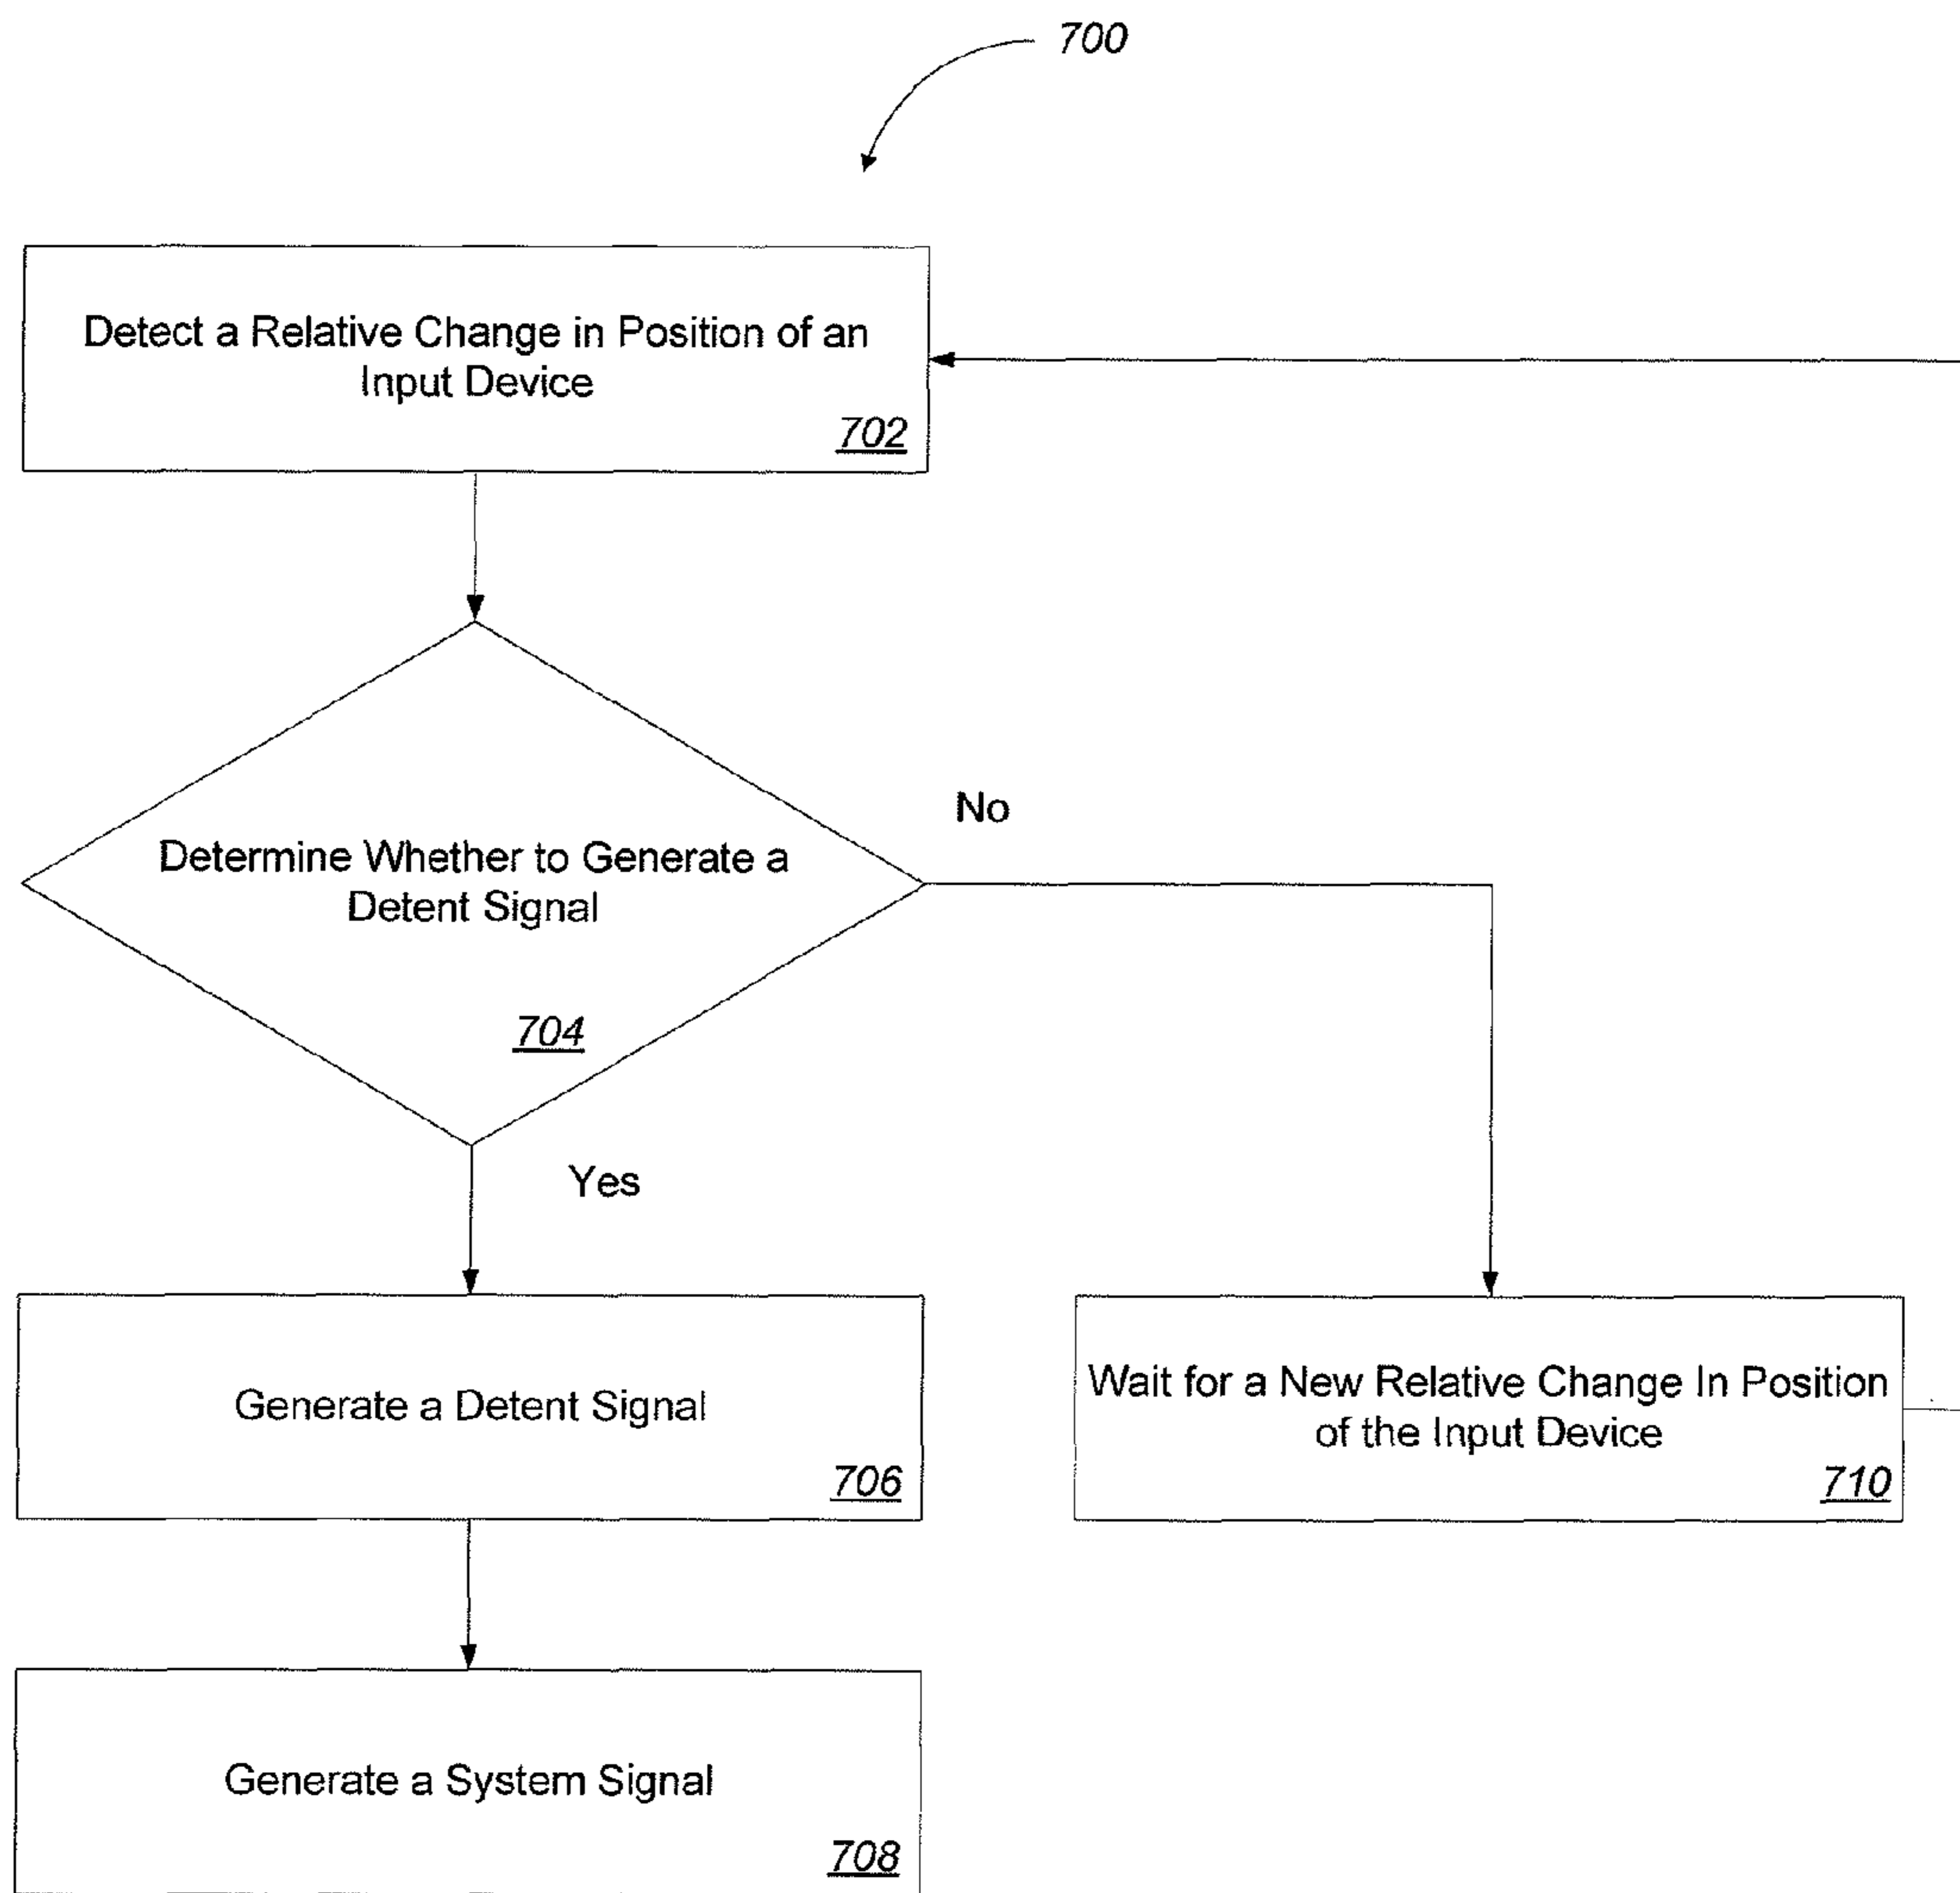 700
Detect a Relative Change in Position of an
Input Device
702
Determine Whether to Generate a
Detent Signal
704
No
Yes
Generate a Detent Signal
706
Wait for a New Relative Change In Position
of the Input Device
710
Generate a System Signal
708